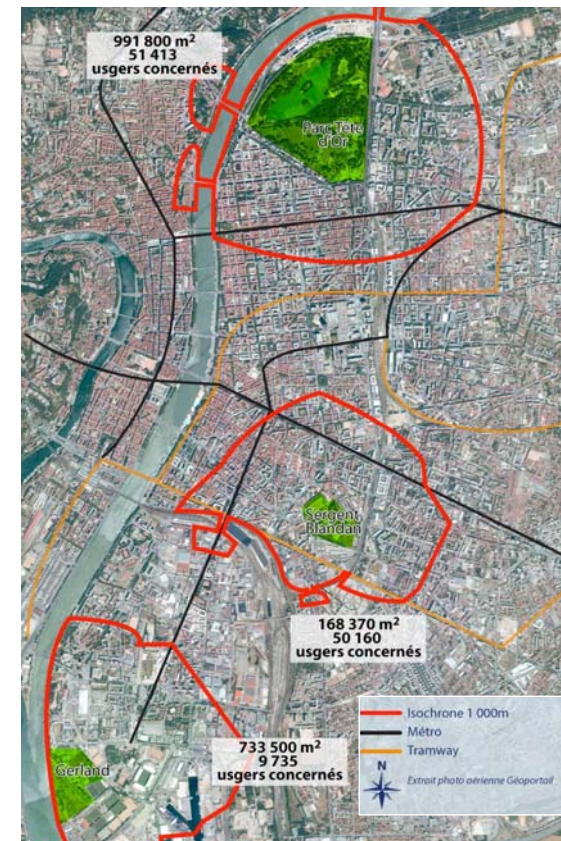 991 800 m²
51 413
usgers concernés
Parc Tête
d'Or
Sergent
Blandan
168 370 m²
50 160
usgers concernés
733 500 m²
9 735
usgers concernés
Gerland
Isochrone 1 000m
Métro
Tramway
N
Extrait photo aérienne Géoportail